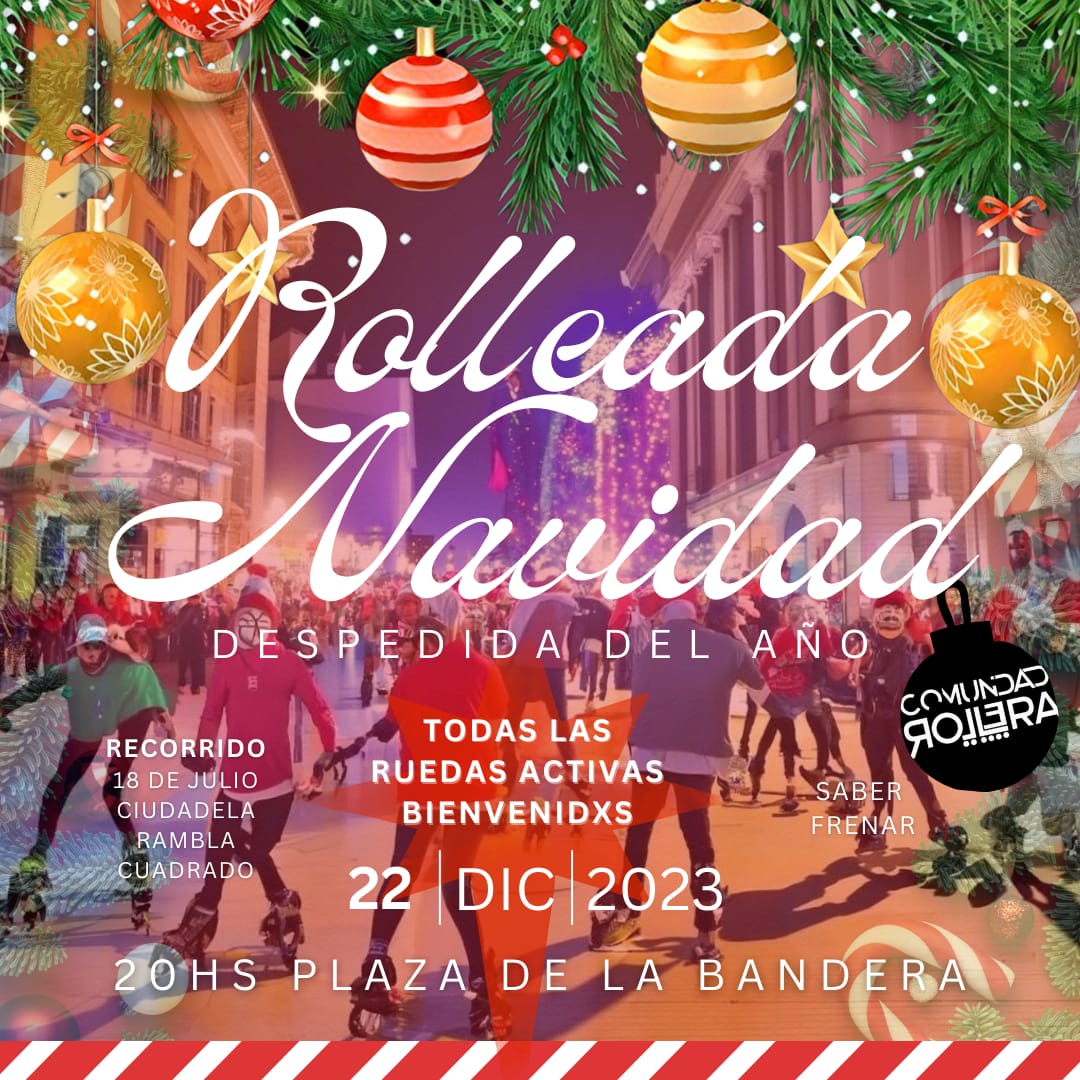 Rolleada
Navidad
DESPEDIDA DEL AÑO
COMUNDAD
ROLLERA
RECORRIDO
18 DE JULIO
CIUDADELA
RAMBLA
CUADRADO
TODAS LAS
RUEDAS ACTIVAS
BIENVENIDXS
SABER
FRENAR
22 | DIC | 2023
20HS PLAZA DE LA BANDERA